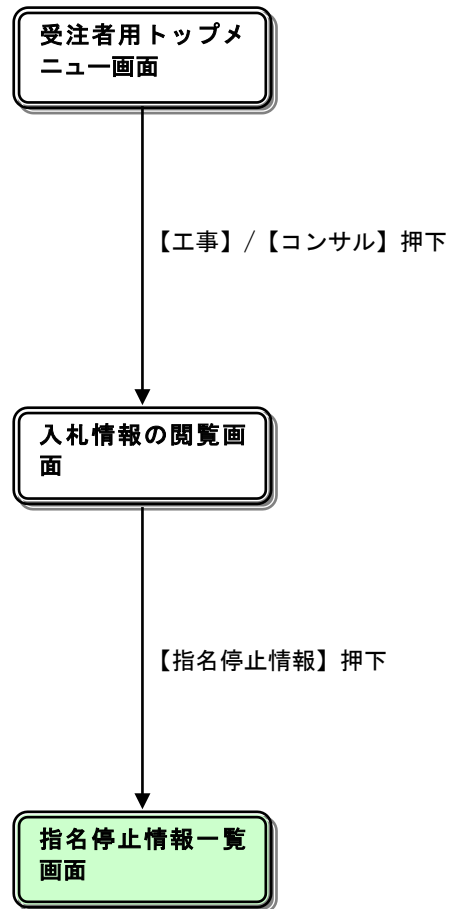 受注者用トップメ
ニュー画面
【工事】/【コンサル】押下
入札情報の閲覧画
面
【指名停止情報】押下
指名停止情報一覧
画面